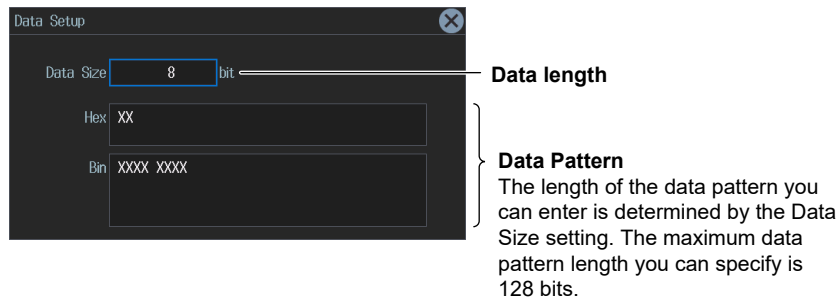 Data Setup
Data Size 8 bit
Data length
Hex XX
Bin XXXX XXXX
Data Pattern
The length of the data pattern you
can enter is determined by the Data
Size setting. The maximum data
pattern length you can specify is
128 bits.